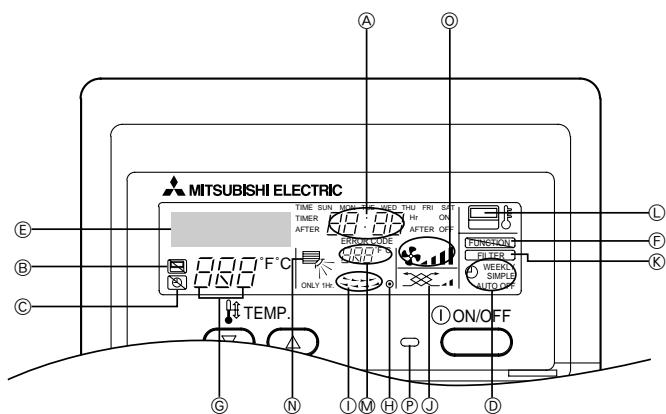 Ⓐ Ⓞ
MITSUBISHI ELECTRIC
TIME SUN MON TUE WED THU FRI SAT
TIMER Hr ON
AFTER AFTER OFF
ERROR CODE
°F°C
°F°C
ONLY 1Hr.
FUNCTION
FILTER
WEEKLY
SIMPLE
AUTO OFF
TEMP.
ON/OFF
Ⓔ
Ⓑ
Ⓒ
Ⓛ
Ⓕ
Ⓚ
Ⓖ Ⓝ Ⓘ Ⓜ Ⓗ Ⓟ Ⓙ Ⓓ